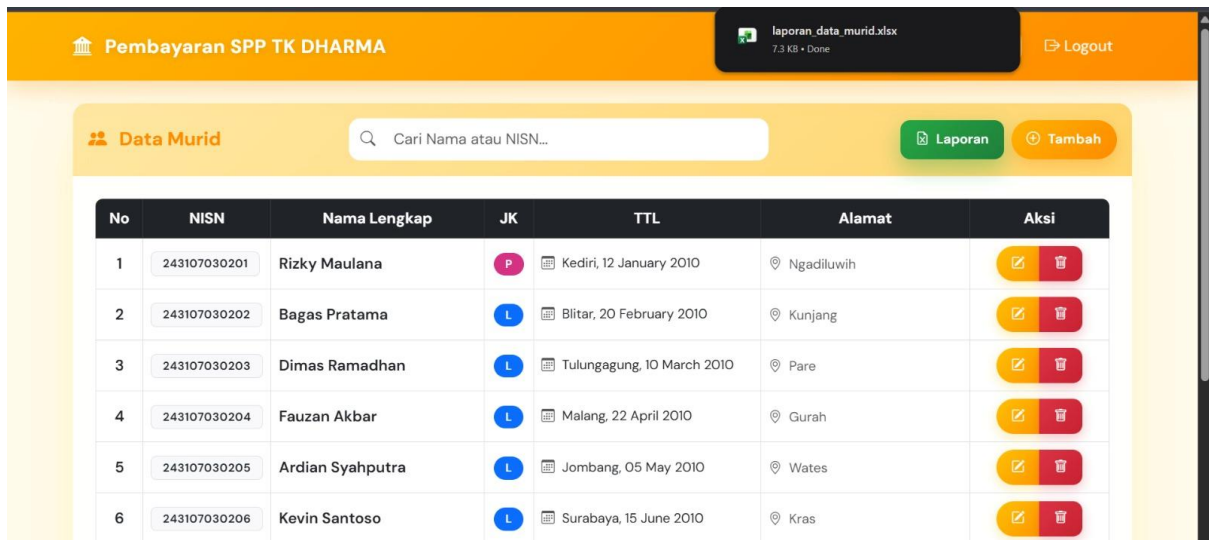 Pembayaran SPP TK DHARMA
laporan_data_murid.xlsx
7.3 KB • Done
Logout
Data Murid
Cari Nama atau NISN...
Laporan
Tambah
No NISN Nama Lengkap JK TTL Alamat Aksi
1 243107030201 Rizky Maulana P Kediri, 12 January 2010 Ngadiluwih
2 243107030202 Bagas Pratama L Blitar, 20 February 2010 Kunjang
3 243107030203 Dimas Ramadhan L Tulungagung, 10 March 2010 Pare
4 243107030204 Fauzan Akbar L Malang, 22 April 2010 Gurah
5 243107030205 Ardian Syahputra L Jombang, 05 May 2010 Wates
6 243107030206 Kevin Santoso L Surabaya, 15 June 2010 Kras